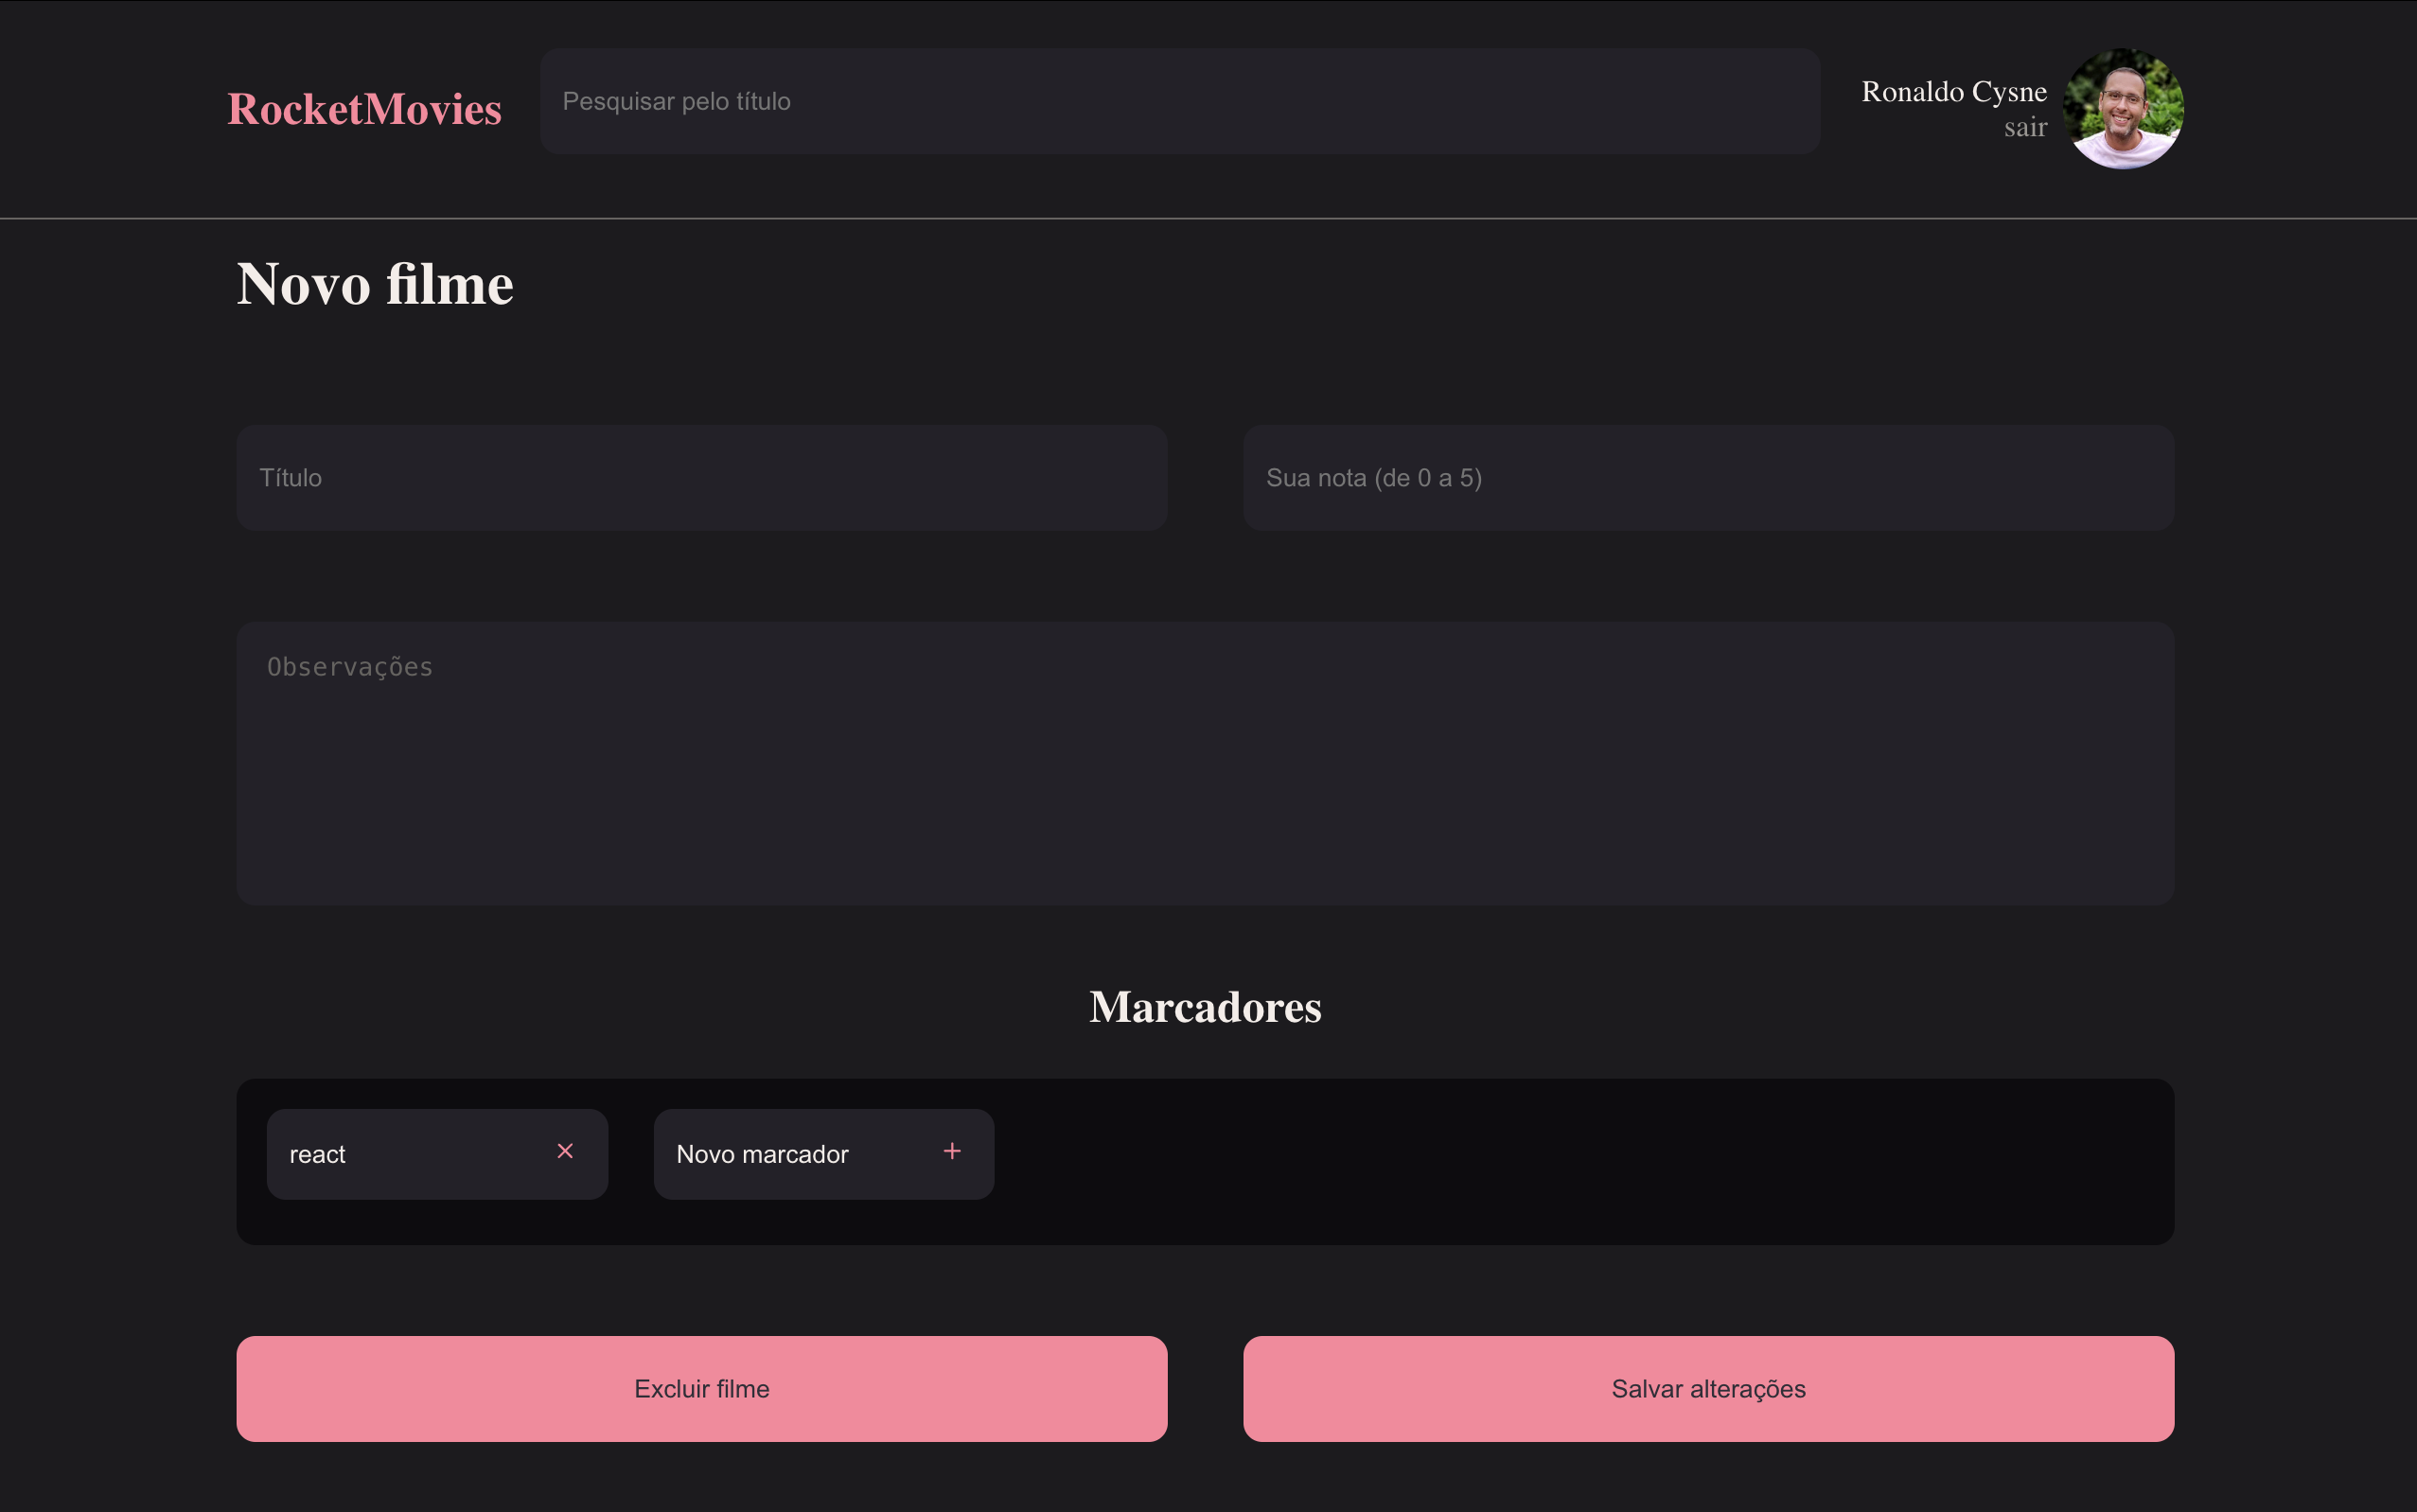 RocketMovies
Pesquisar pelo título
Ronaldo Cysne
sair
Novo filme
Título
Sua nota (de 0 a 5)
Observações
Marcadores
react
Novo marcador
Excluir filme
Salvar alterações